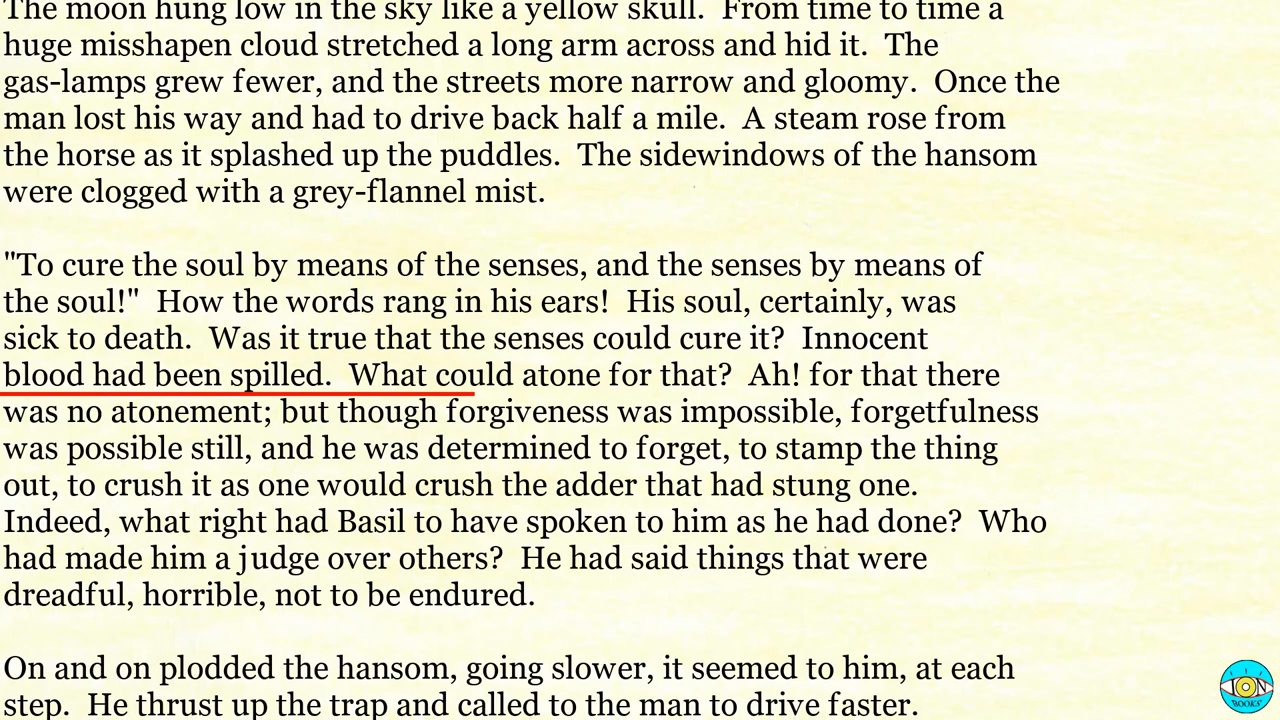 The moon hung low in the sky like a yellow skull.  From time to time a
huge misshapen cloud stretched a long arm across and hid it.  The
gas-lamps grew fewer, and the streets more narrow and gloomy.  Once the
man lost his way and had to drive back half a mile.  A steam rose from
the horse as it splashed up the puddles.  The sidewindows of the hansom
were clogged with a grey-flannel mist.

"To cure the soul by means of the senses, and the senses by means of
the soul!"  How the words rang in his ears!  His soul, certainly, was
sick to death.  Was it true that the senses could cure it?  Innocent
blood had been spilled.  What could atone for that?  Ah! for that there
was no atonement; but though forgiveness was impossible, forgetfulness
was possible still, and he was determined to forget, to stamp the thing
out, to crush it as one would crush the adder that had stung one.
Indeed, what right had Basil to have spoken to him as he had done?  Who
had made him a judge over others?  He had said things that were
dreadful, horrible, not to be endured.

On and on plodded the hansom, going slower, it seemed to him, at each
step.  He thrust up the trap and called to the man to drive faster.
ION
BOOKS